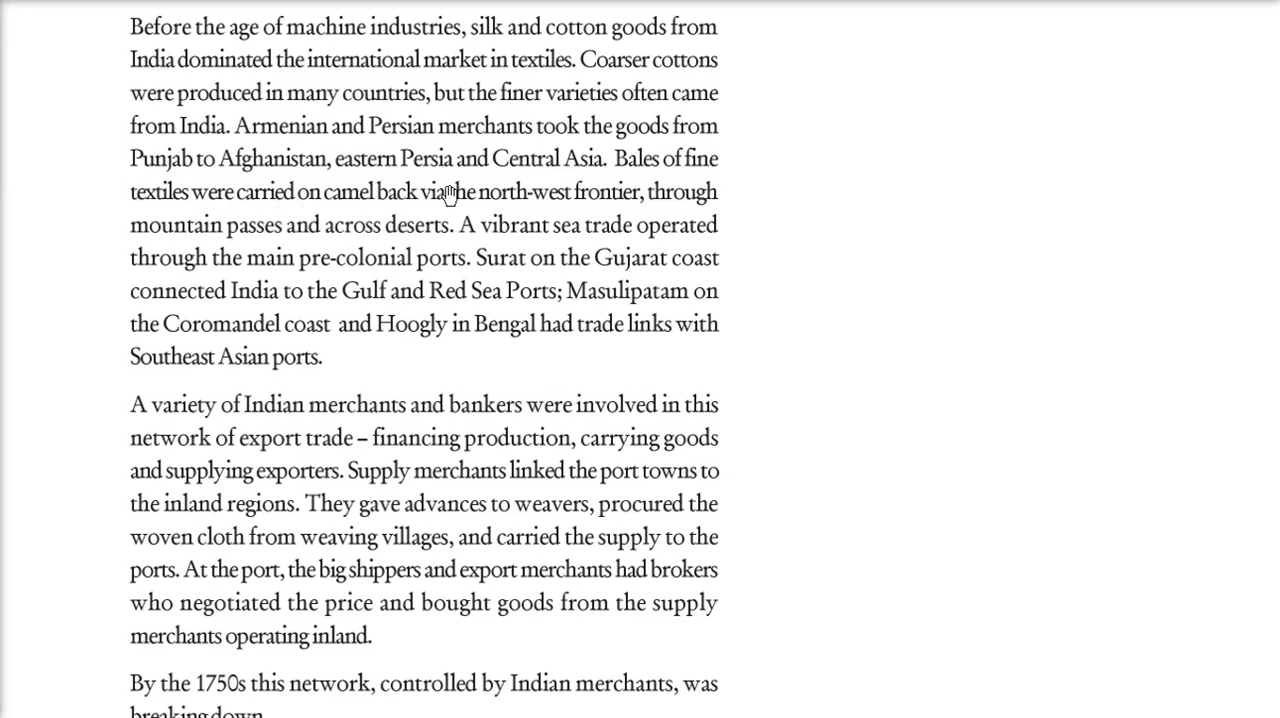 Before the age of machine industries, silk and cotton goods from
India dominated the international market in textiles. Coarser cottons
were produced in many countries, but the finer varieties often came
from India. Armenian and Persian merchants took the goods from
Punjab to Afghanistan, eastern Persia and Central Asia. Bales of fine
textiles were carried on camel back via the north-west frontier, through
mountain passes and across deserts. A vibrant sea trade operated
through the main pre-colonial ports. Surat on the Gujarat coast
connected India to the Gulf and Red Sea Ports; Masulipatam on
the Coromandel coast and Hoogly in Bengal had trade links with
Southeast Asian ports.
A variety of Indian merchants and bankers were involved in this
network of export trade – financing production, carrying goods
and supplying exporters. Supply merchants linked the port towns to
the inland regions. They gave advances to weavers, procured the
woven cloth from weaving villages, and carried the supply to the
ports. At the port, the big shippers and export merchants had brokers
who negotiated the price and bought goods from the supply
merchants operating inland.
By the 1750s this network, controlled by Indian merchants, was
breaking down.